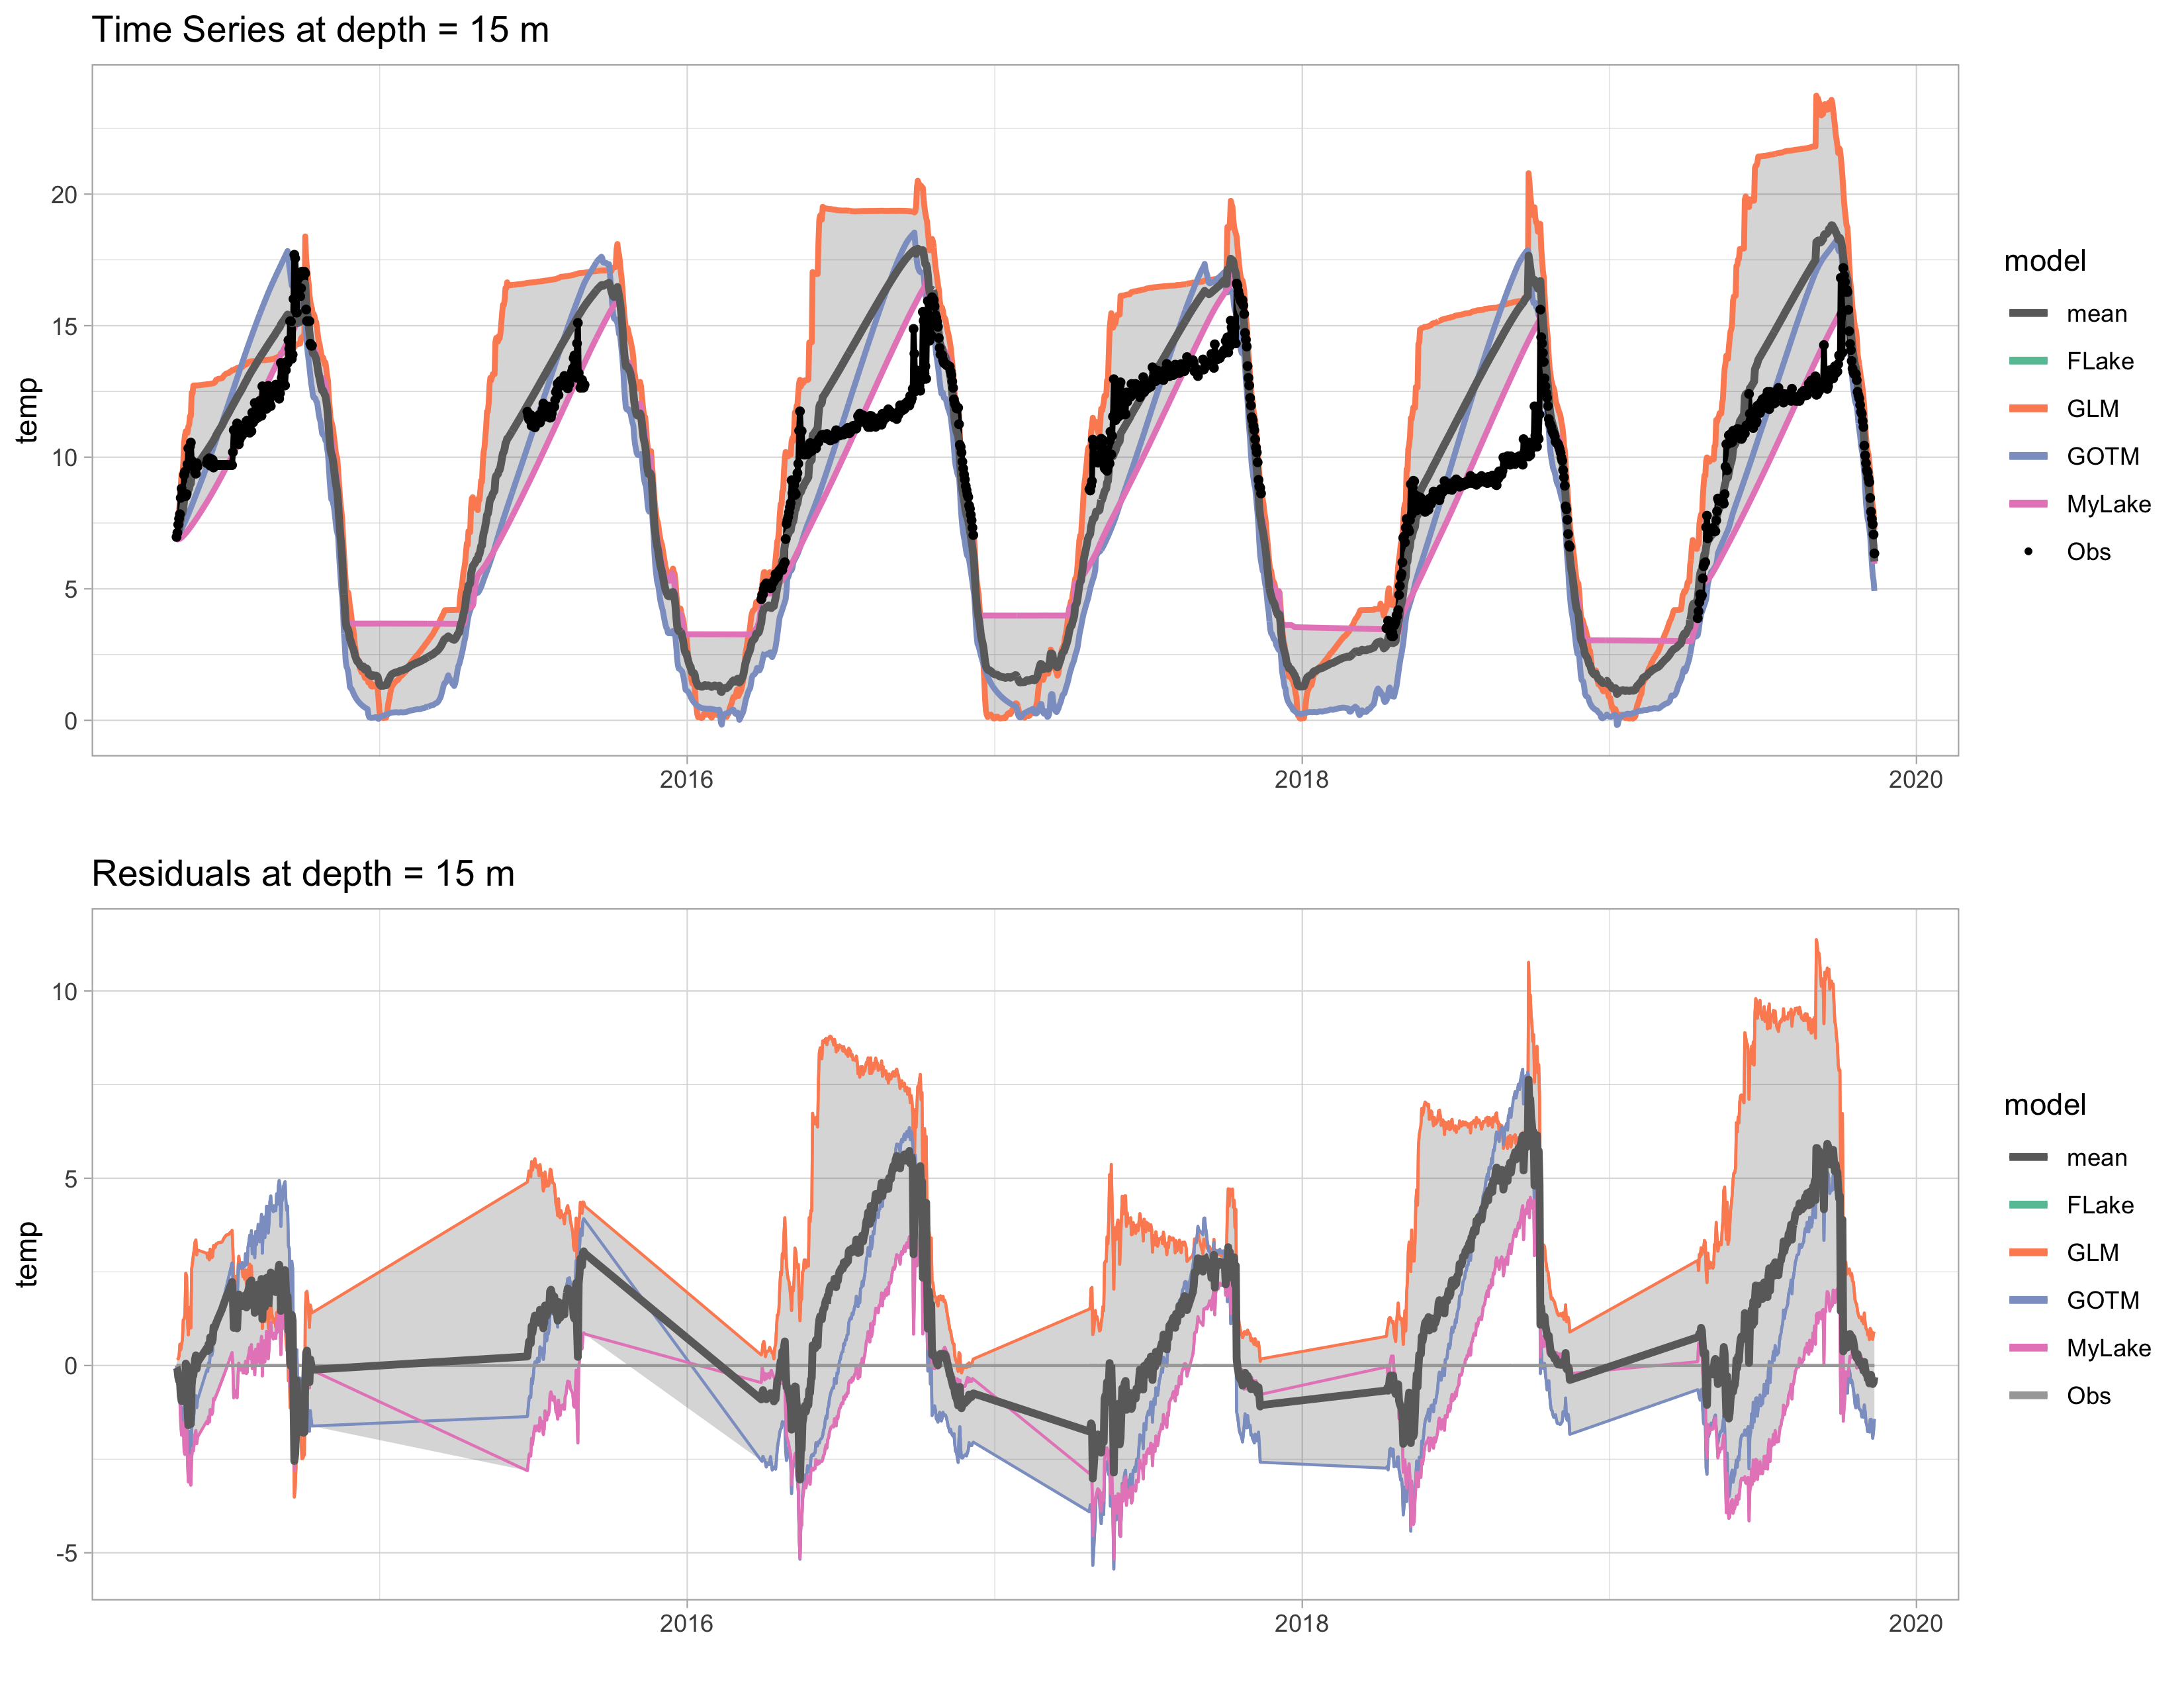 Time Series at depth = 15 m
temp
20
15
10
5
0
2016
2018
2020
model
mean
FLake
GLM
GOTM
MyLake
Obs
Residuals at depth = 15 m
temp
10
5
0
-5
2016
2018
2020
model
mean
FLake
GLM
GOTM
MyLake
Obs